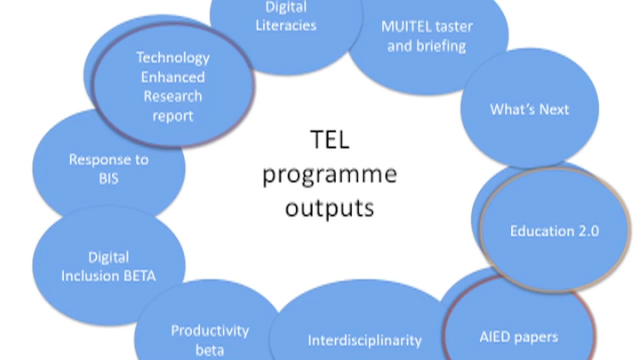 Digital
Literacies
MUITEL taster
and briefing
What's Next
Education 2.0
AIED papers
Interdisciplinarity
Productivity
beta
Digital
Inclusion BETA
Response to
BIS
Technology
Enhanced
Research
report
TEL
programme
outputs